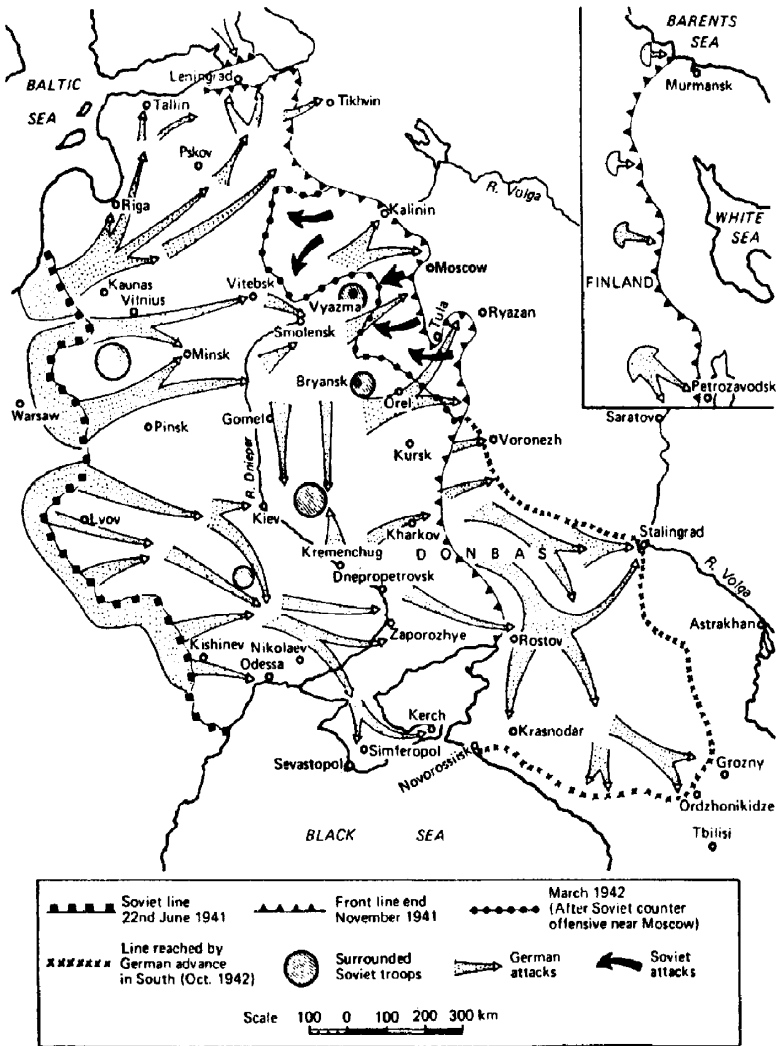 BARENTS
SEA
Murmansk
WHITE
SEA
FINLAND
Petrozavodsk
BALTIC
SEA
Leningrad
Tallin
Tikhvin
Pskov
R. Volga
Riga
Kalinin
Moscow
Kaunas
Vilnius
Vitebsk
Vyazma
Smolensk
Tula
Ryazan
Minsk
Bryansk
Orel
Warsaw
Pinsk
Gomel
Kursk
Voronezh
Saratov
R. Dnieper
Lvov
Kiev
Kharkov
Stalingrad
Kremenchug
DONBAS
Dnepropetrovsk
R. Volga
Zaporozhye
Rostov
Astrakhan
Kishinev
Nikolaev
Odessa
Kerch
Krasnodar
Simferopol
Sevastopol
Novorossiisk
Grozny
Ordzhonikidze
Tbilisi
BLACK SEA
Soviet line
22nd June 1941
Front line end
November 1941
March 1942
(After Soviet counter
offensive near Moscow)
Line reached by
German advance
in South (Oct. 1942)
Surrounded
Soviet troops
German
attacks
Soviet
attacks
Scale
100 0 100 200 300 km